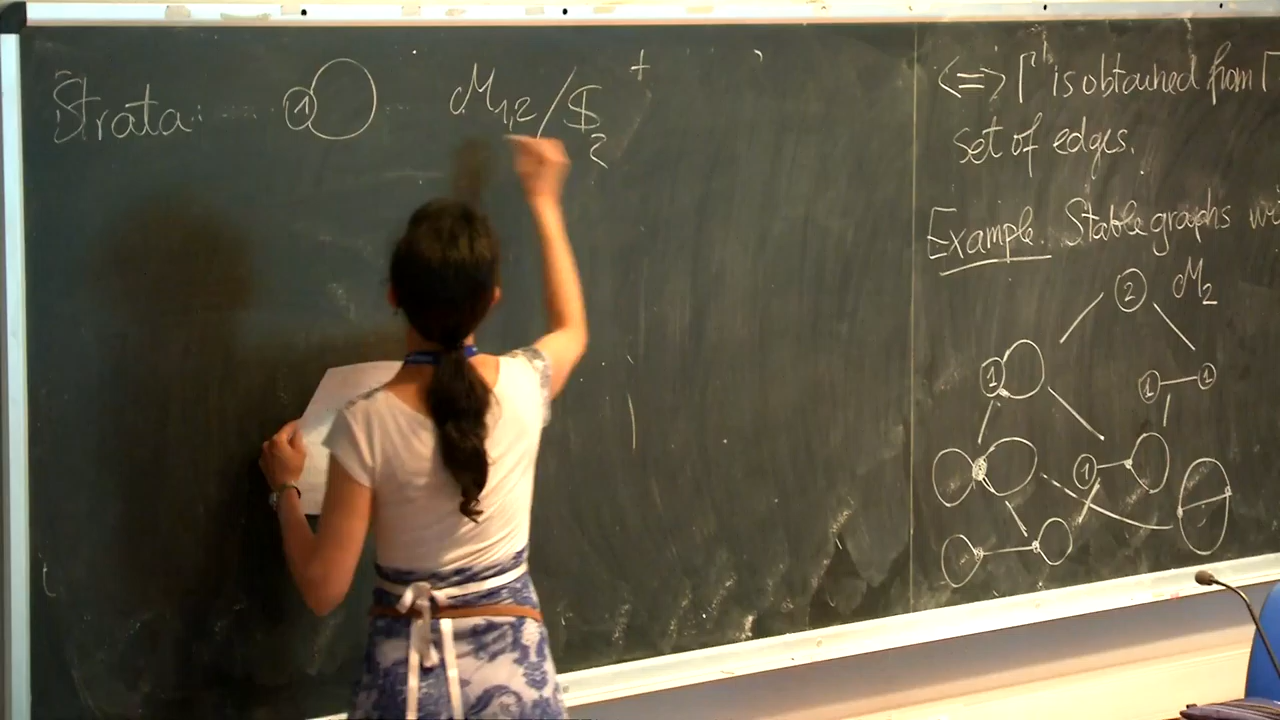 Strata: ① M₁,₂ / $₂
<=> Γ' is obtained from Γ
set of edges.
Example. Stable graphs wi
② M₂
① ① ①
①